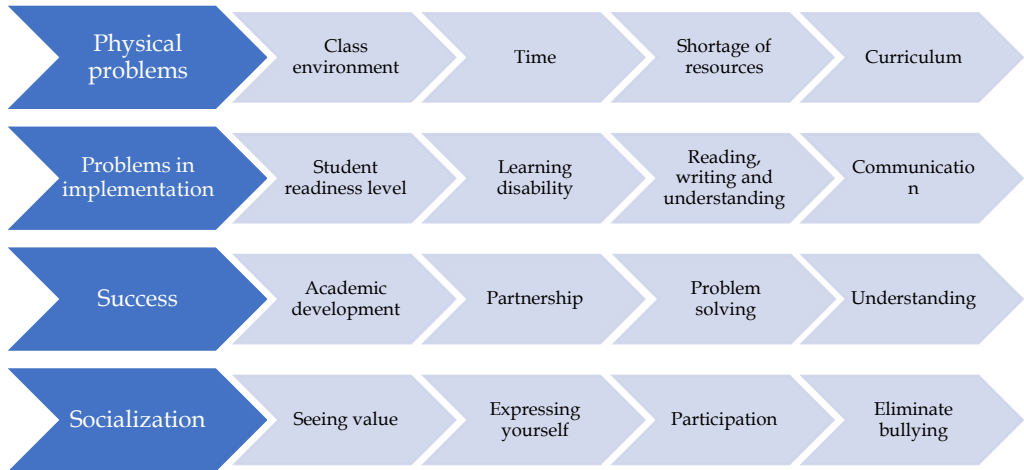 Physical
problems
Class
environment
Time
Shortage of
resources
Curriculum
Problems in
implementation
Student
readiness level
Learning
disability
Reading,
writing and
understanding
Communicatio
n
Success
Academic
development
Partnership
Problem
solving
Understanding
Socialization
Seeing value
Expressing
yourself
Participation
Eliminate
bullying